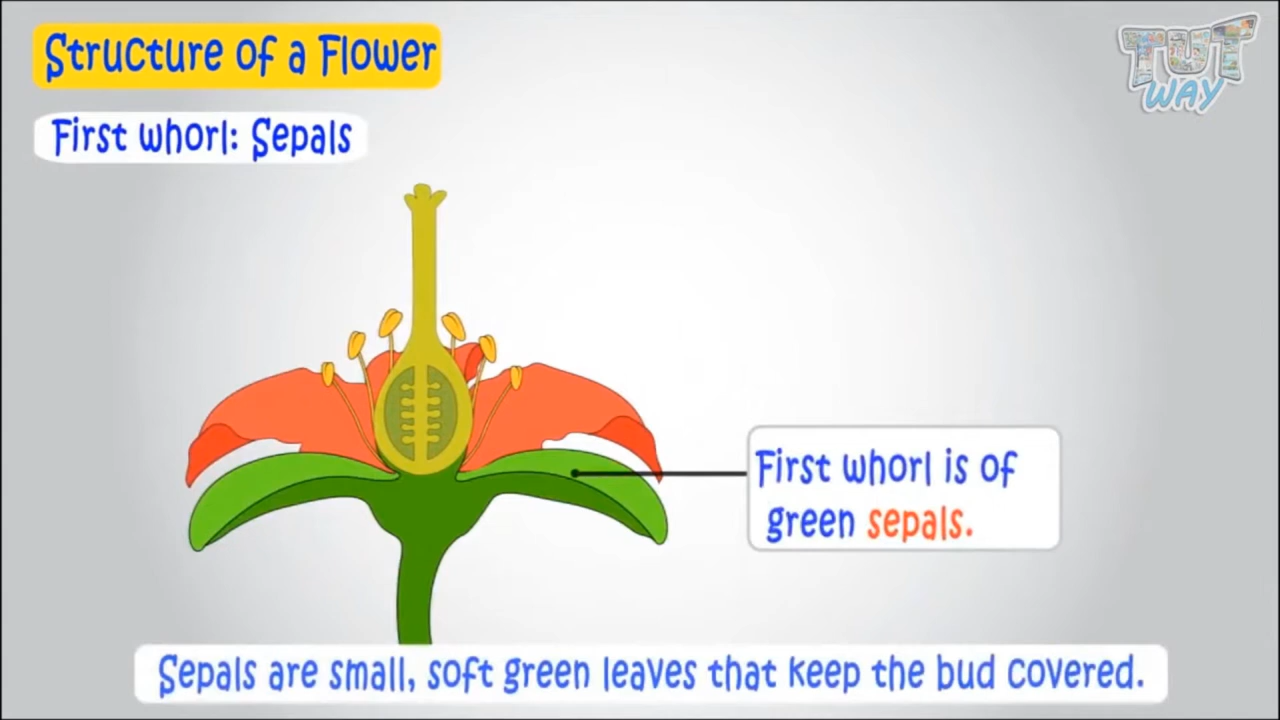 Structure of a Flower
TUT
WAY
First whorl: Sepals
First whorl is of
green sepals.
Sepals are small, soft green leaves that keep the bud covered.